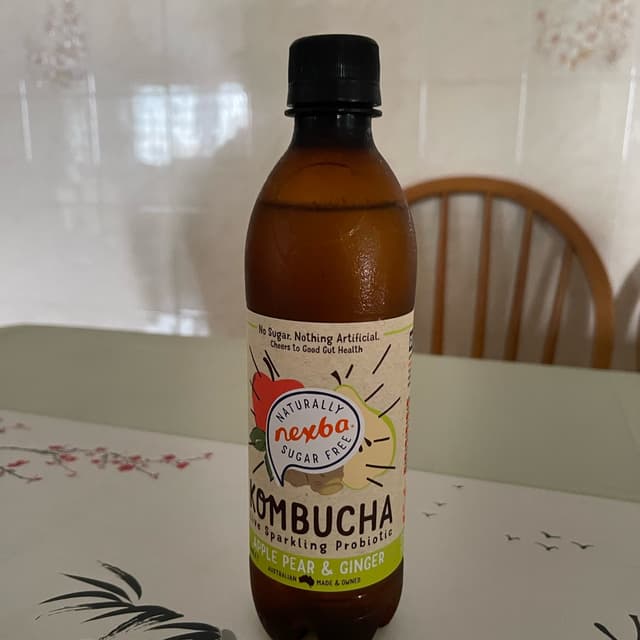 No Sugar. Nothing Artificial.
Cheers to Good Gut Health
NATURALLY
nexba
SUGAR FREE
KOMBUCHA
Sparkling Probiotic
APPLE PEAR & GINGER
AUSTRALIAN MADE & OWNED